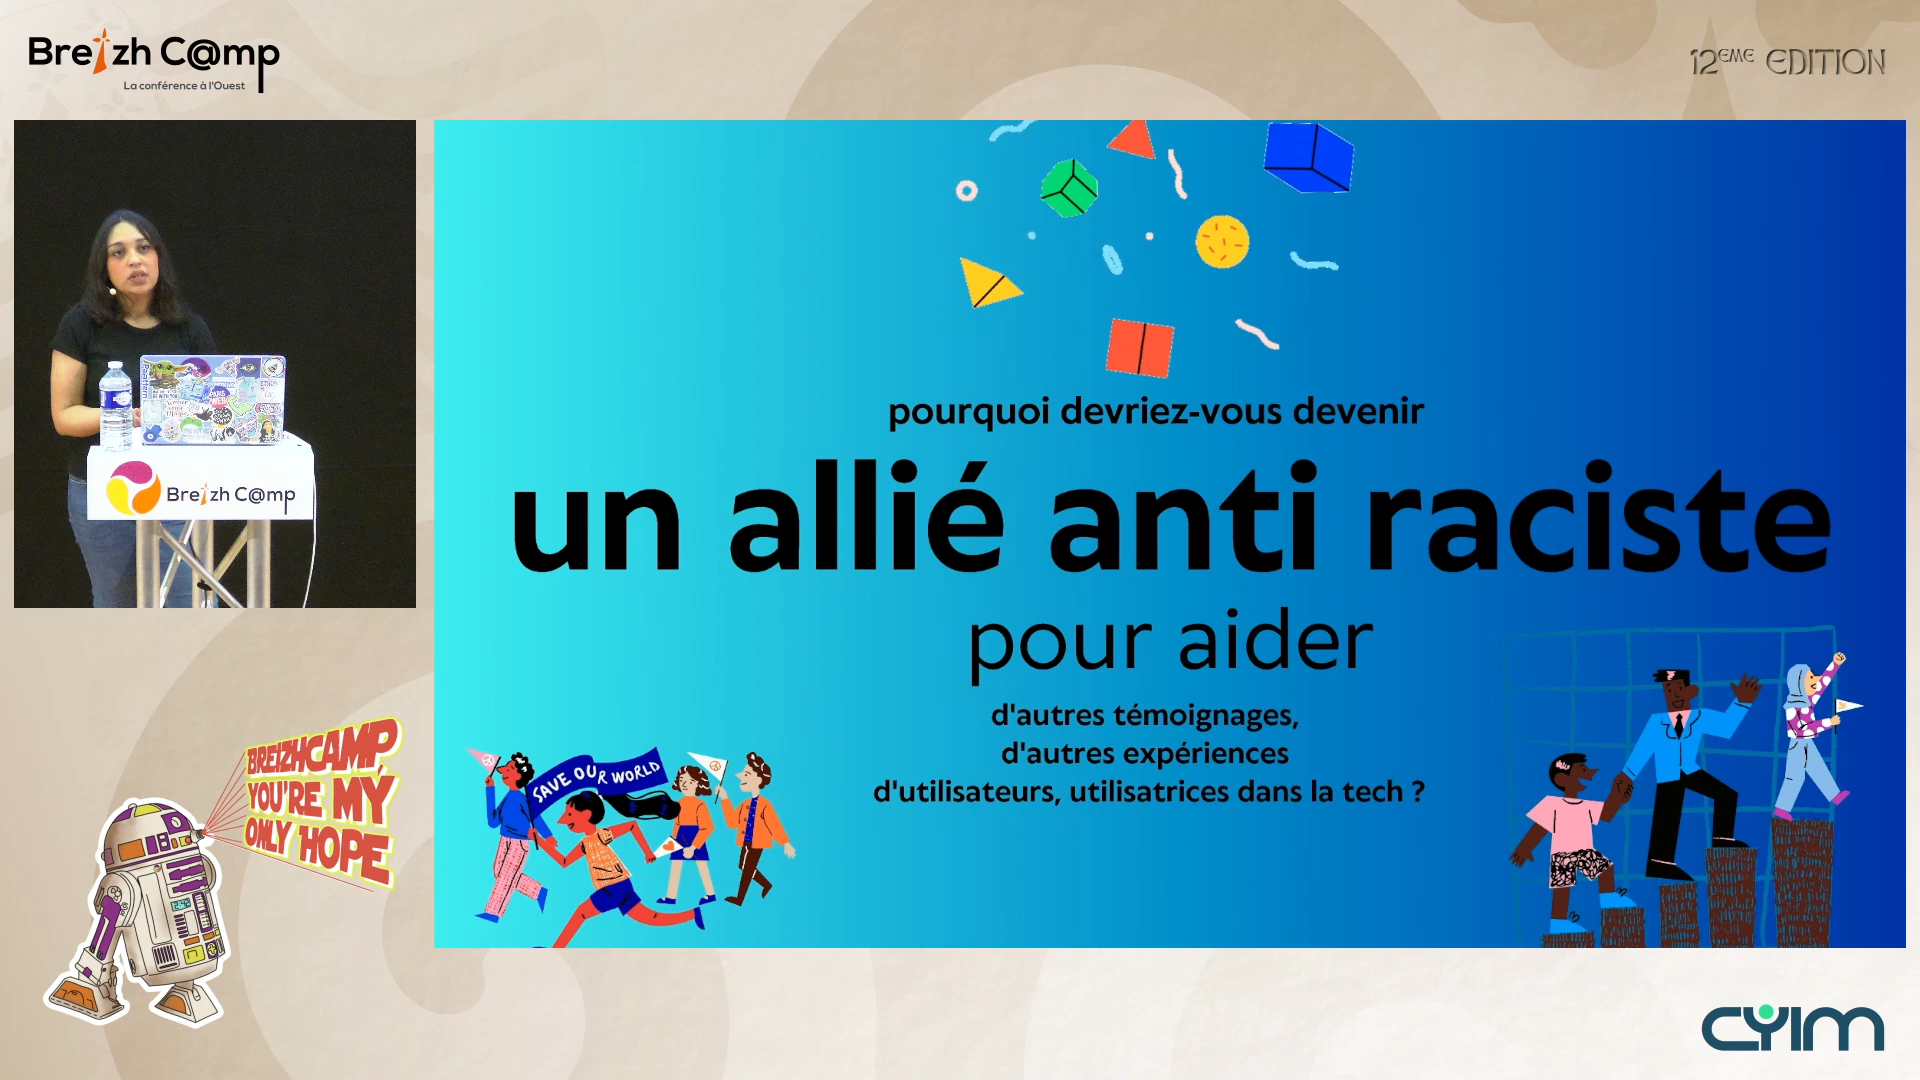 Breizh C@mp
La conférence à l'Ouest
12EME EDITION
pourquoi devriez-vous devenir
un allié anti raciste
pour aider
d'autres témoignages,
d'autres expériences
d'utilisateurs, utilisatrices dans la tech ?
SAVE OUR WORLD
Breizh C@mp
BREIZHCAMP,
YOU'RE MY
ONLY HOPE
CYIM